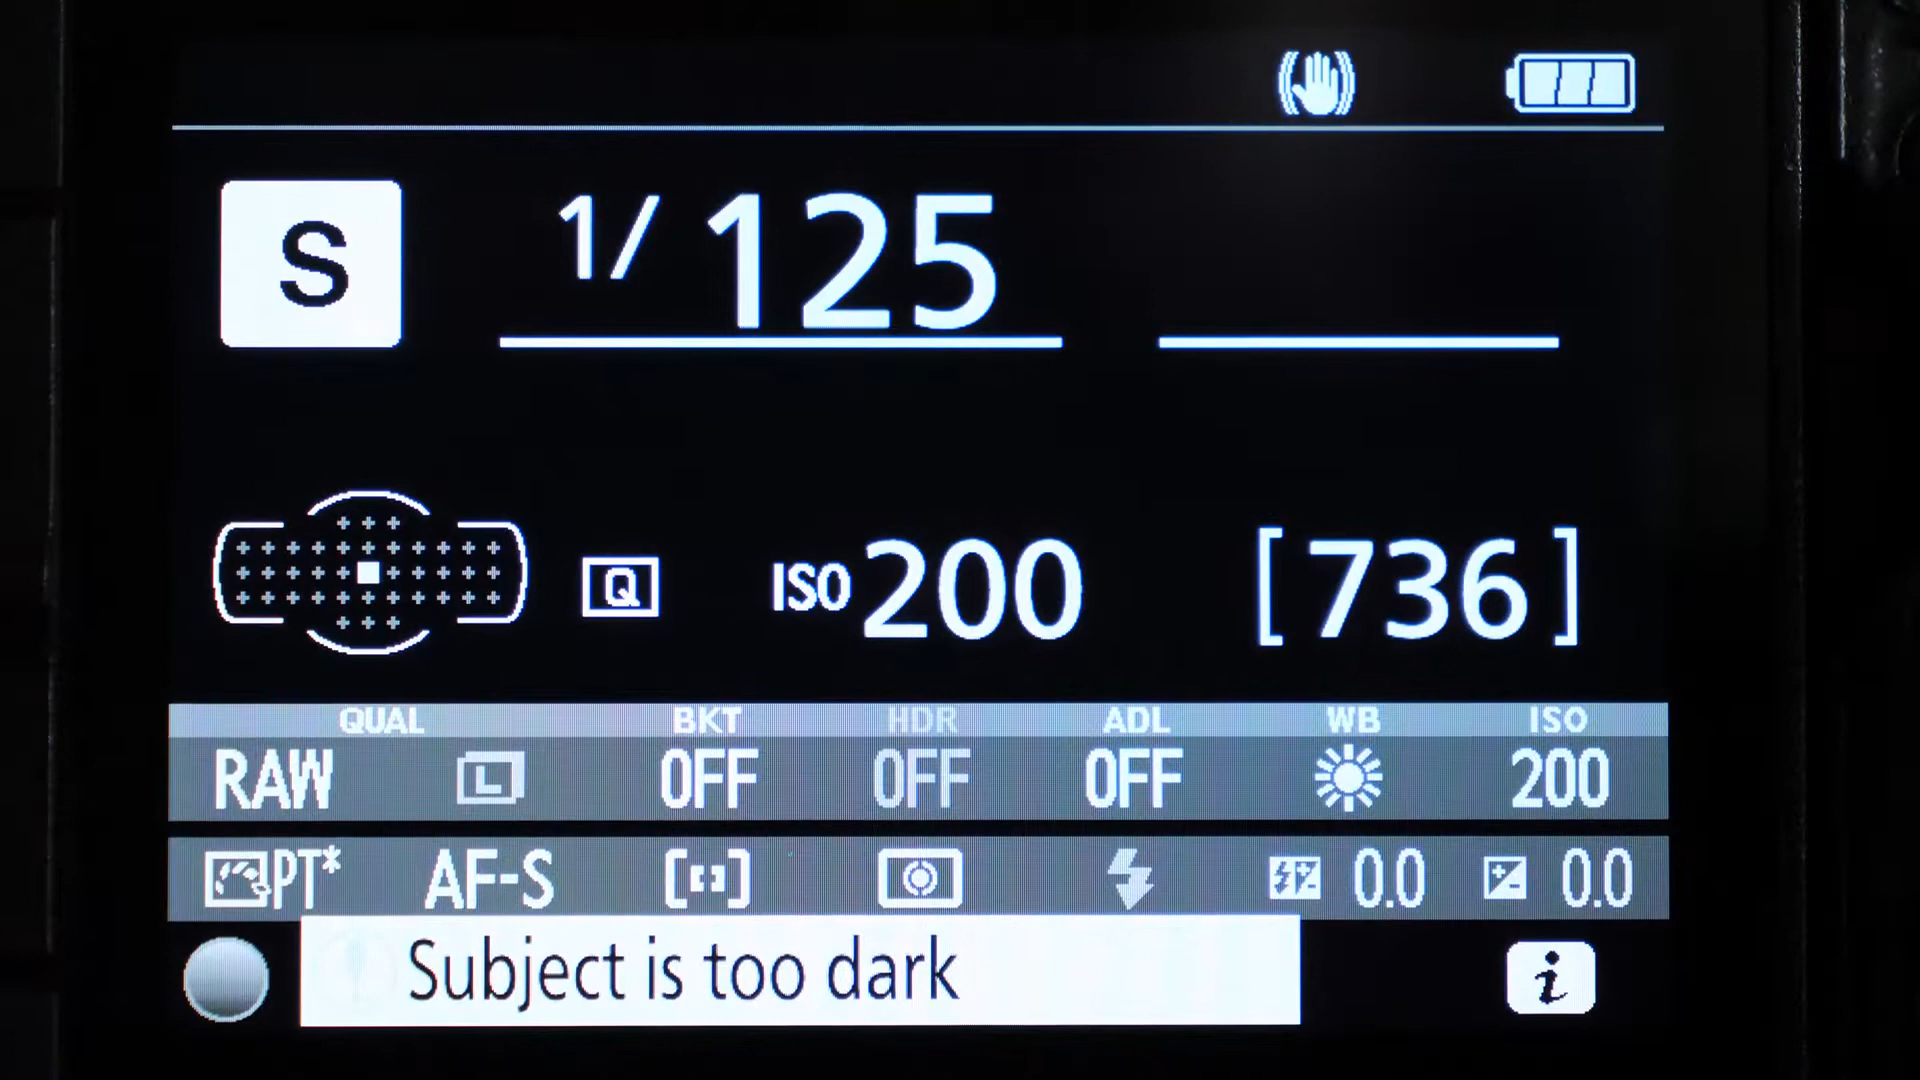 S 1/125
Q ISO 200 [736]
QUAL BKT HDR ADL WB ISO
RAW L OFF OFF OFF 200
PT* AF-S 0.0 0.0
Subject is too dark i